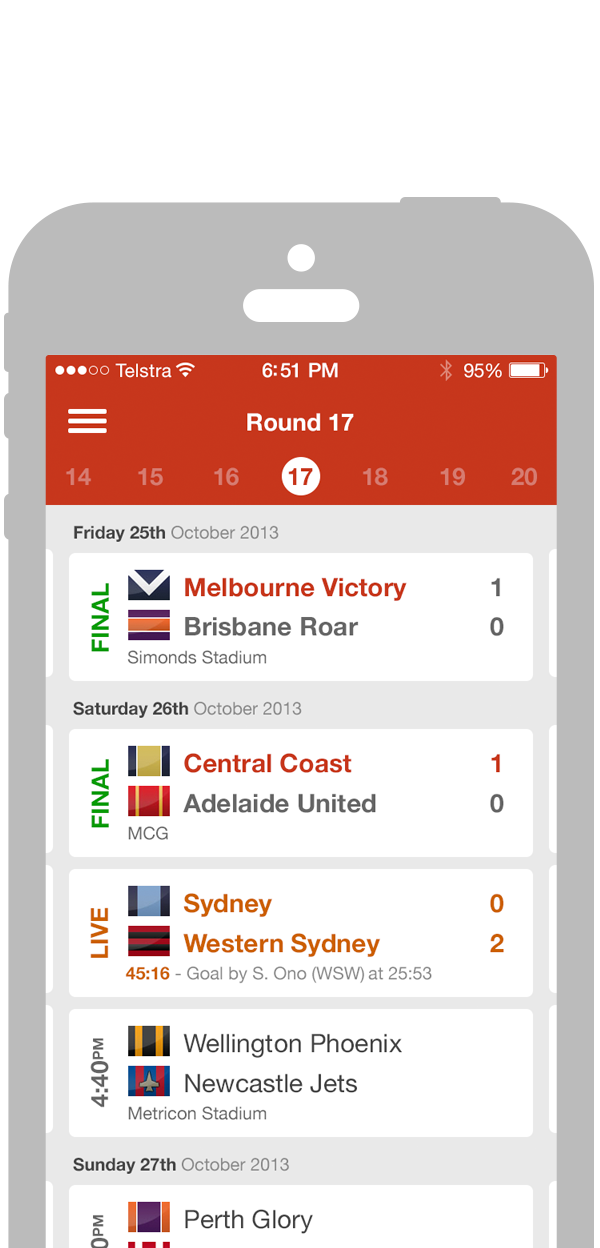 Telstra 6:51 PM 95%
Round 17
14 15 16 17 18 19 20
Friday 25th October 2013
FINAL
Melbourne Victory 1
Brisbane Roar 0
Simonds Stadium
Saturday 26th October 2013
FINAL
Central Coast 1
Adelaide United 0
MCG
LIVE
Sydney 0
Western Sydney 2
45:16 - Goal by S. Ono (WSW) at 25:53
4:40PM
Wellington Phoenix
Newcastle Jets
Metricon Stadium
Sunday 27th October 2013
Perth Glory